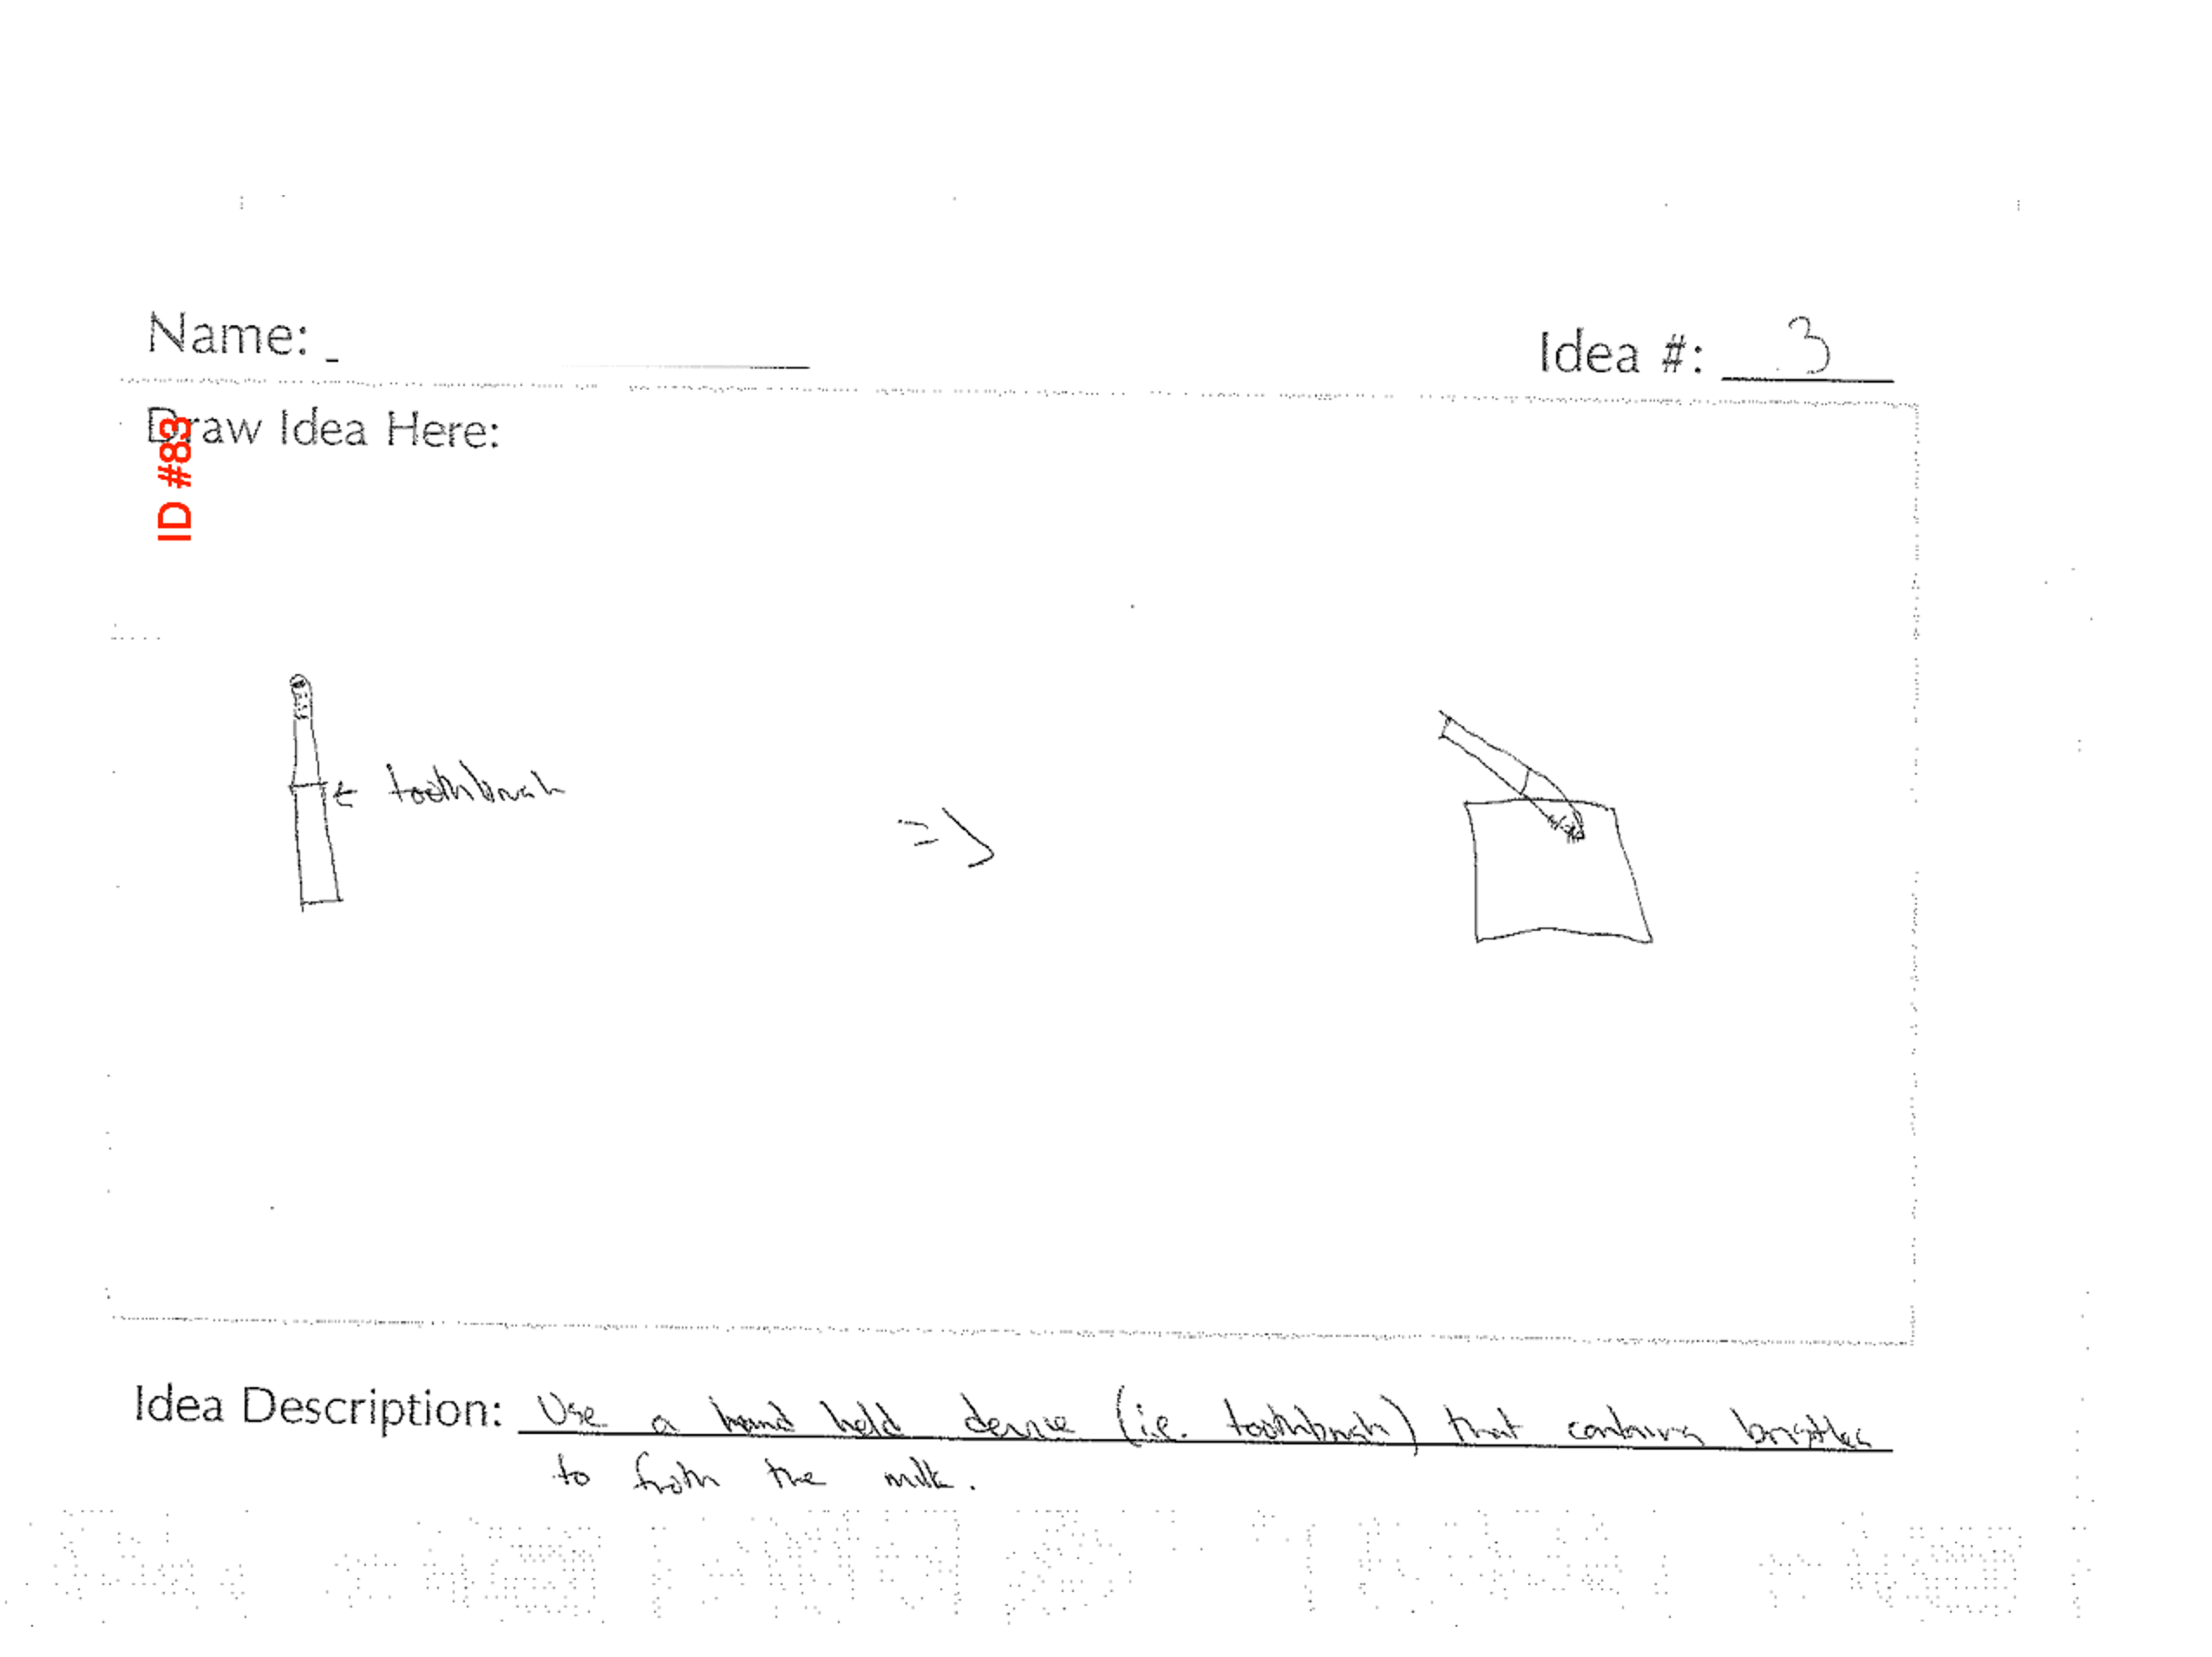 Name:
Idea #: 3
Draw Idea Here:
ID #83
toothbrush
Idea Description: Use a hand held device (i.e. toothbrush) that contains bristles
to froth the milk.